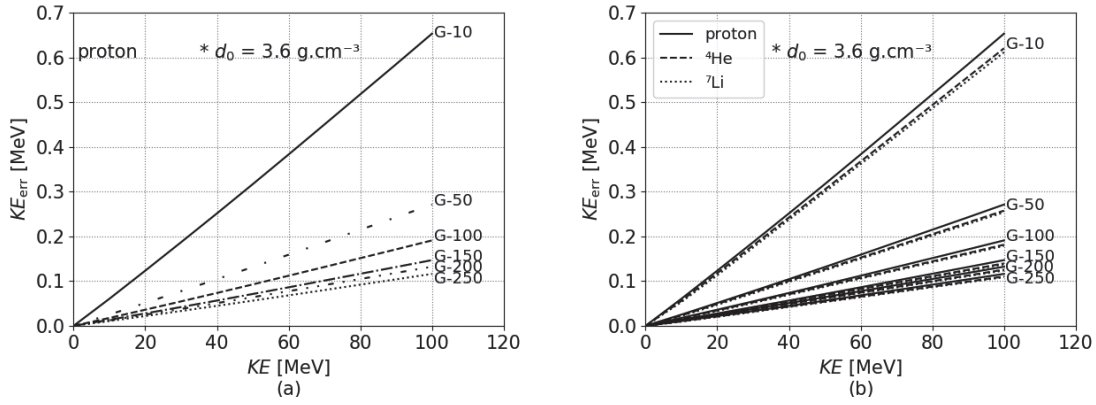 0.7
0.6
0.5
0.4
0.3
0.2
0.1
0.0
KE_err [MeV]
proton
* d₀ = 3.6 g.cm⁻³
G-10
G-50
G-100
G-150
G-200
G-250
0 20 40 60 80 100 120
KE [MeV]
(a)
0.7
0.6
0.5
0.4
0.3
0.2
0.1
0.0
KE_err [MeV]
proton
⁴He
⁷Li
* d₀ = 3.6 g.cm⁻³
G-10
G-50
G-100
G-150
G-200
G-250
0 20 40 60 80 100 120
KE [MeV]
(b)